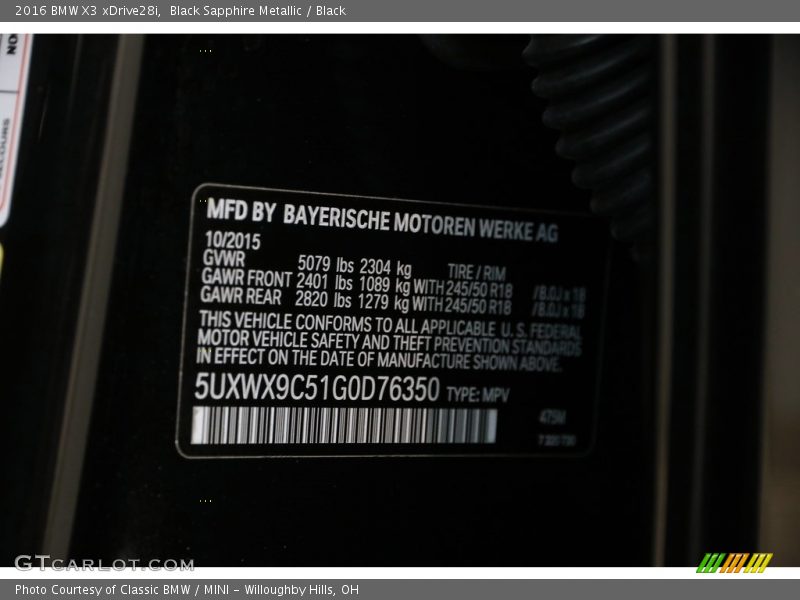 2016 BMW X3 xDrive28i,  Black Sapphire Metallic / Black
MFD BY BAYERISCHE MOTOREN WERKE AG
10/2015
GVWR 5079 lbs 2304 kg TIRE / RIM
GAWR FRONT 2401 lbs 1089 kg WITH 245/50 R18 / 8.0J x 18
GAWR REAR 2820 lbs 1279 kg WITH 245/50 R18 / 8.0J x 18
THIS VEHICLE CONFORMS TO ALL APPLICABLE U.S. FEDERAL
MOTOR VEHICLE SAFETY AND THEFT PREVENTION STANDARDS
IN EFFECT ON THE DATE OF MANUFACTURE SHOWN ABOVE.
5UXWX9C51G0D76350 TYPE: MPV
475M
GTCARLOT.COM
Photo Courtesy of Classic BMW / MINI - Willoughby Hills, OH